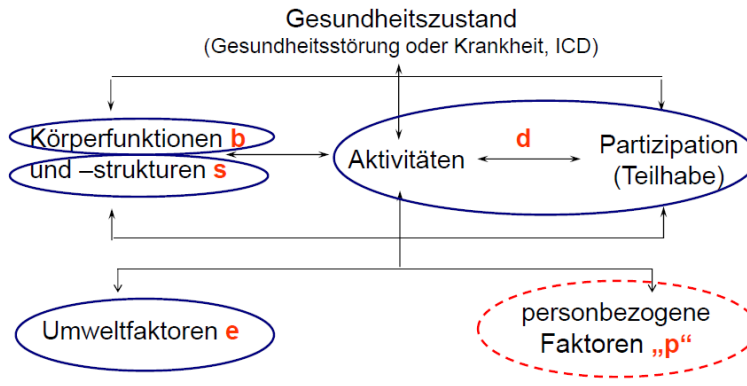 Gesundheitszustand
(Gesundheitsstörung oder Krankheit, ICD)
Körperfunktionen b
und –strukturen s
Aktivitäten
d
Partizipation
(Teilhabe)
Umweltfaktoren e
personbezogene
Faktoren „p“